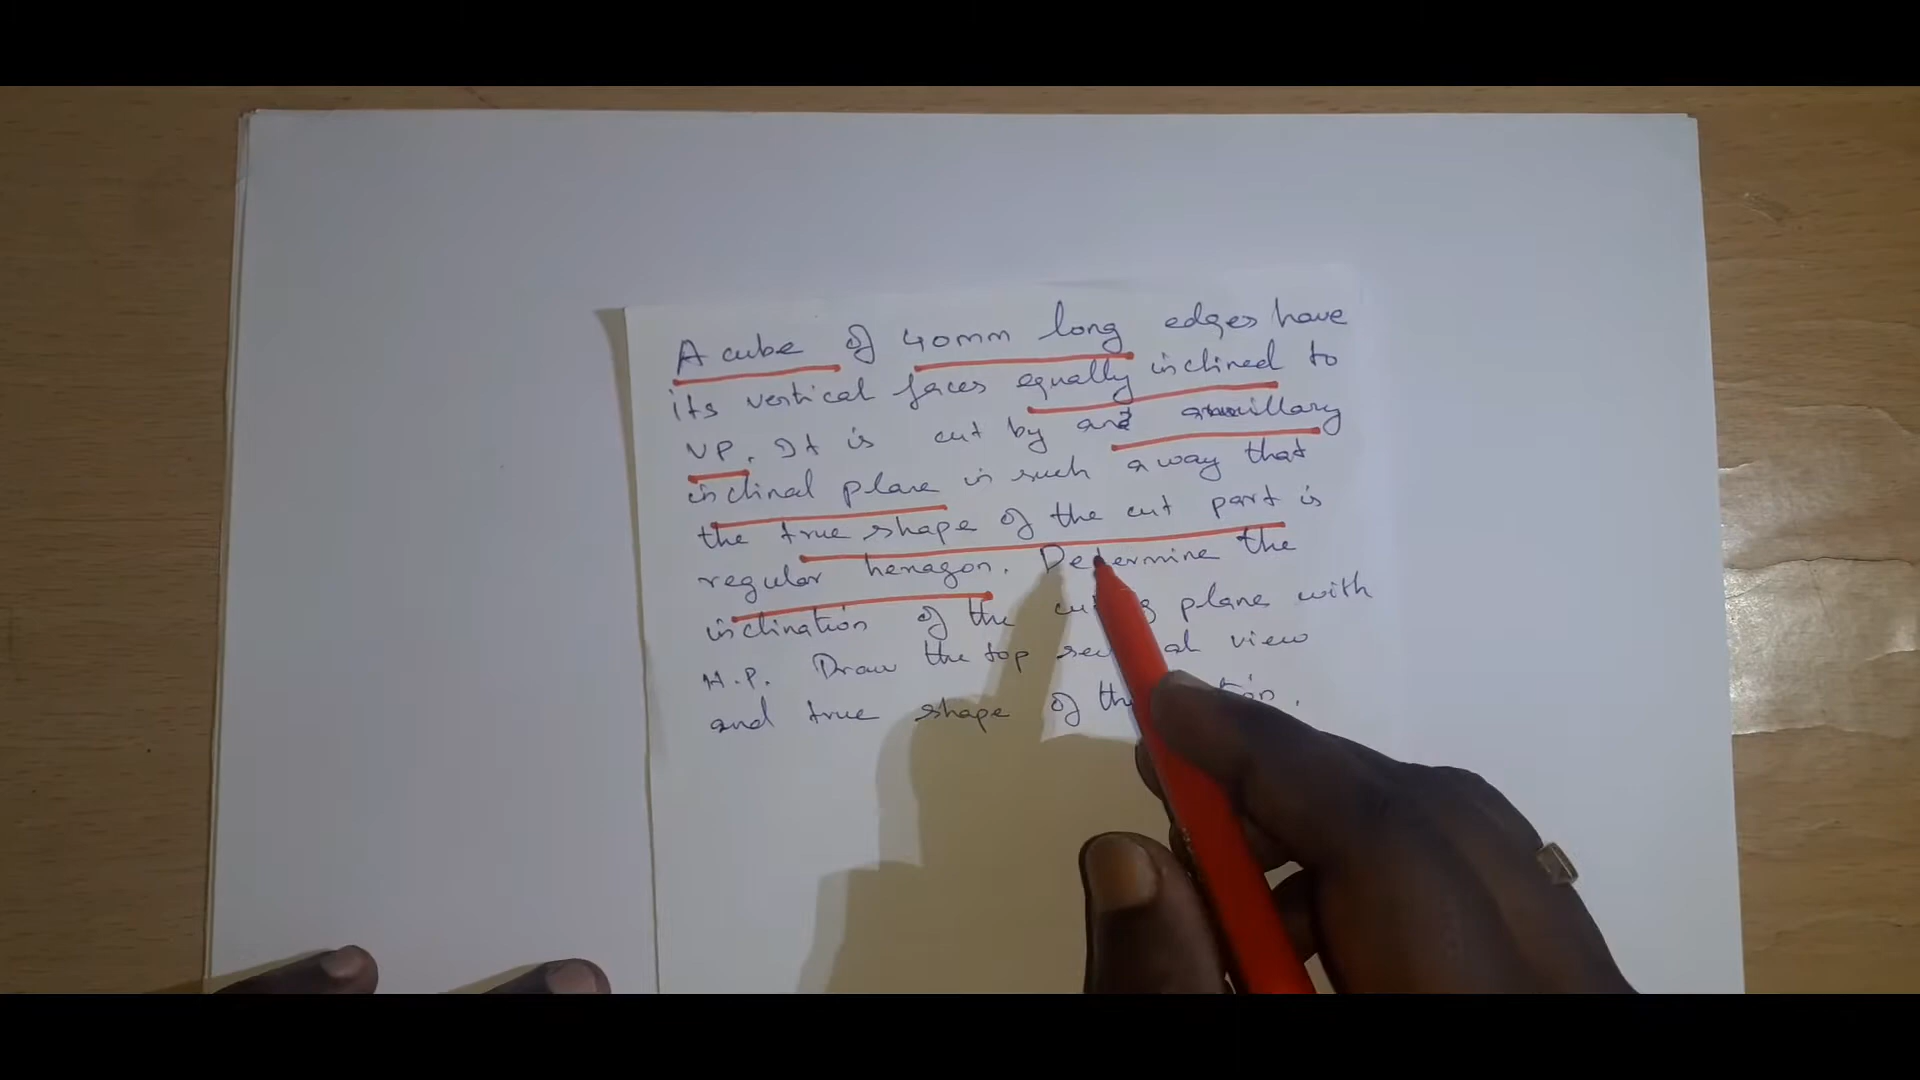 A cube of 40mm long edges have
its vertical faces equally inclined to
VP. It is cut by an auxillary
inclinal plane in such a way that
the true shape of the cut part is
regular hexagon. Determine the
inclination of the plane with
H.P. Draw the top view
and true shape of